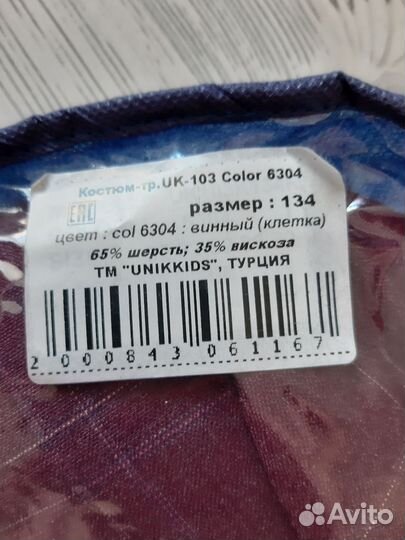 Костюм-тр.UK-103 Color 6304
EAC
размер : 134
цвет : col 6304 : винный (клетка)
65% шерсть; 35% вискоза
ТМ "UNIKKIDS", ТУРЦИЯ
2 000843 061167
Avito